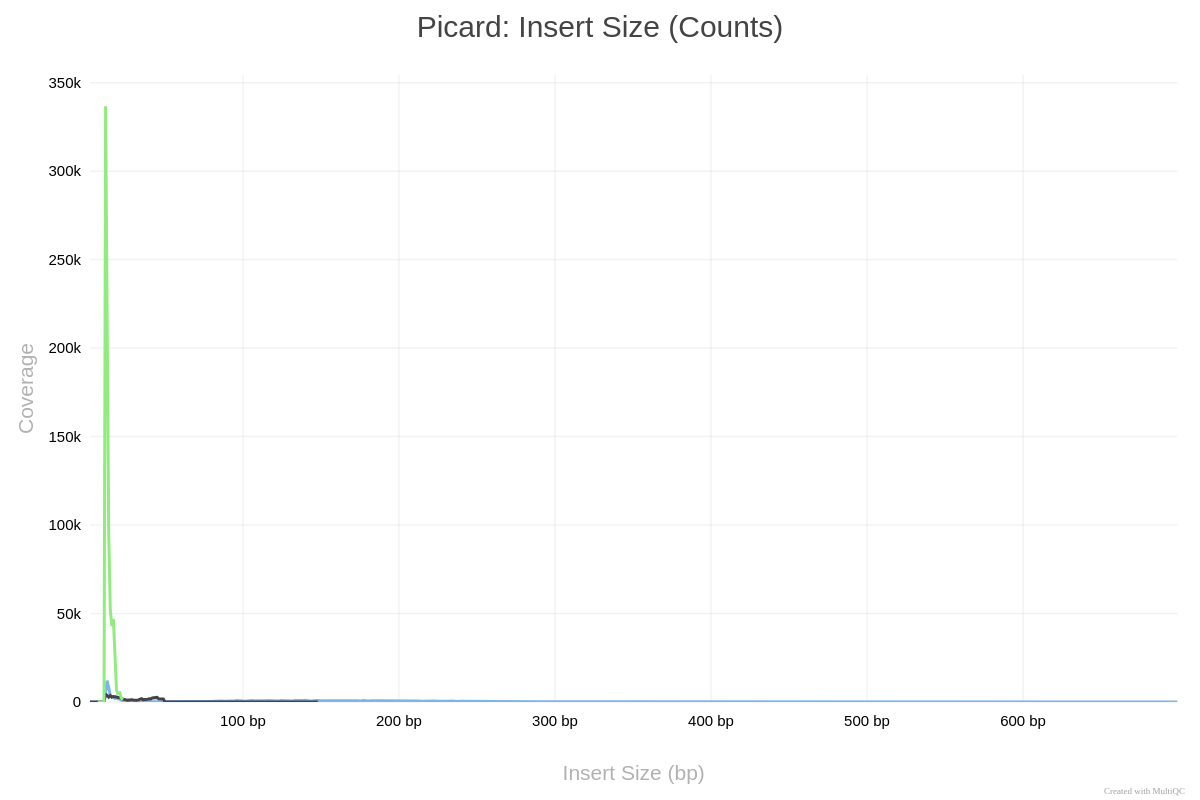 Picard: Insert Size (Counts)
350k
300k
250k
200k
150k
100k
50k
0
Coverage
100 bp
200 bp
300 bp
400 bp
500 bp
600 bp
Insert Size (bp)
Created with MultiQC